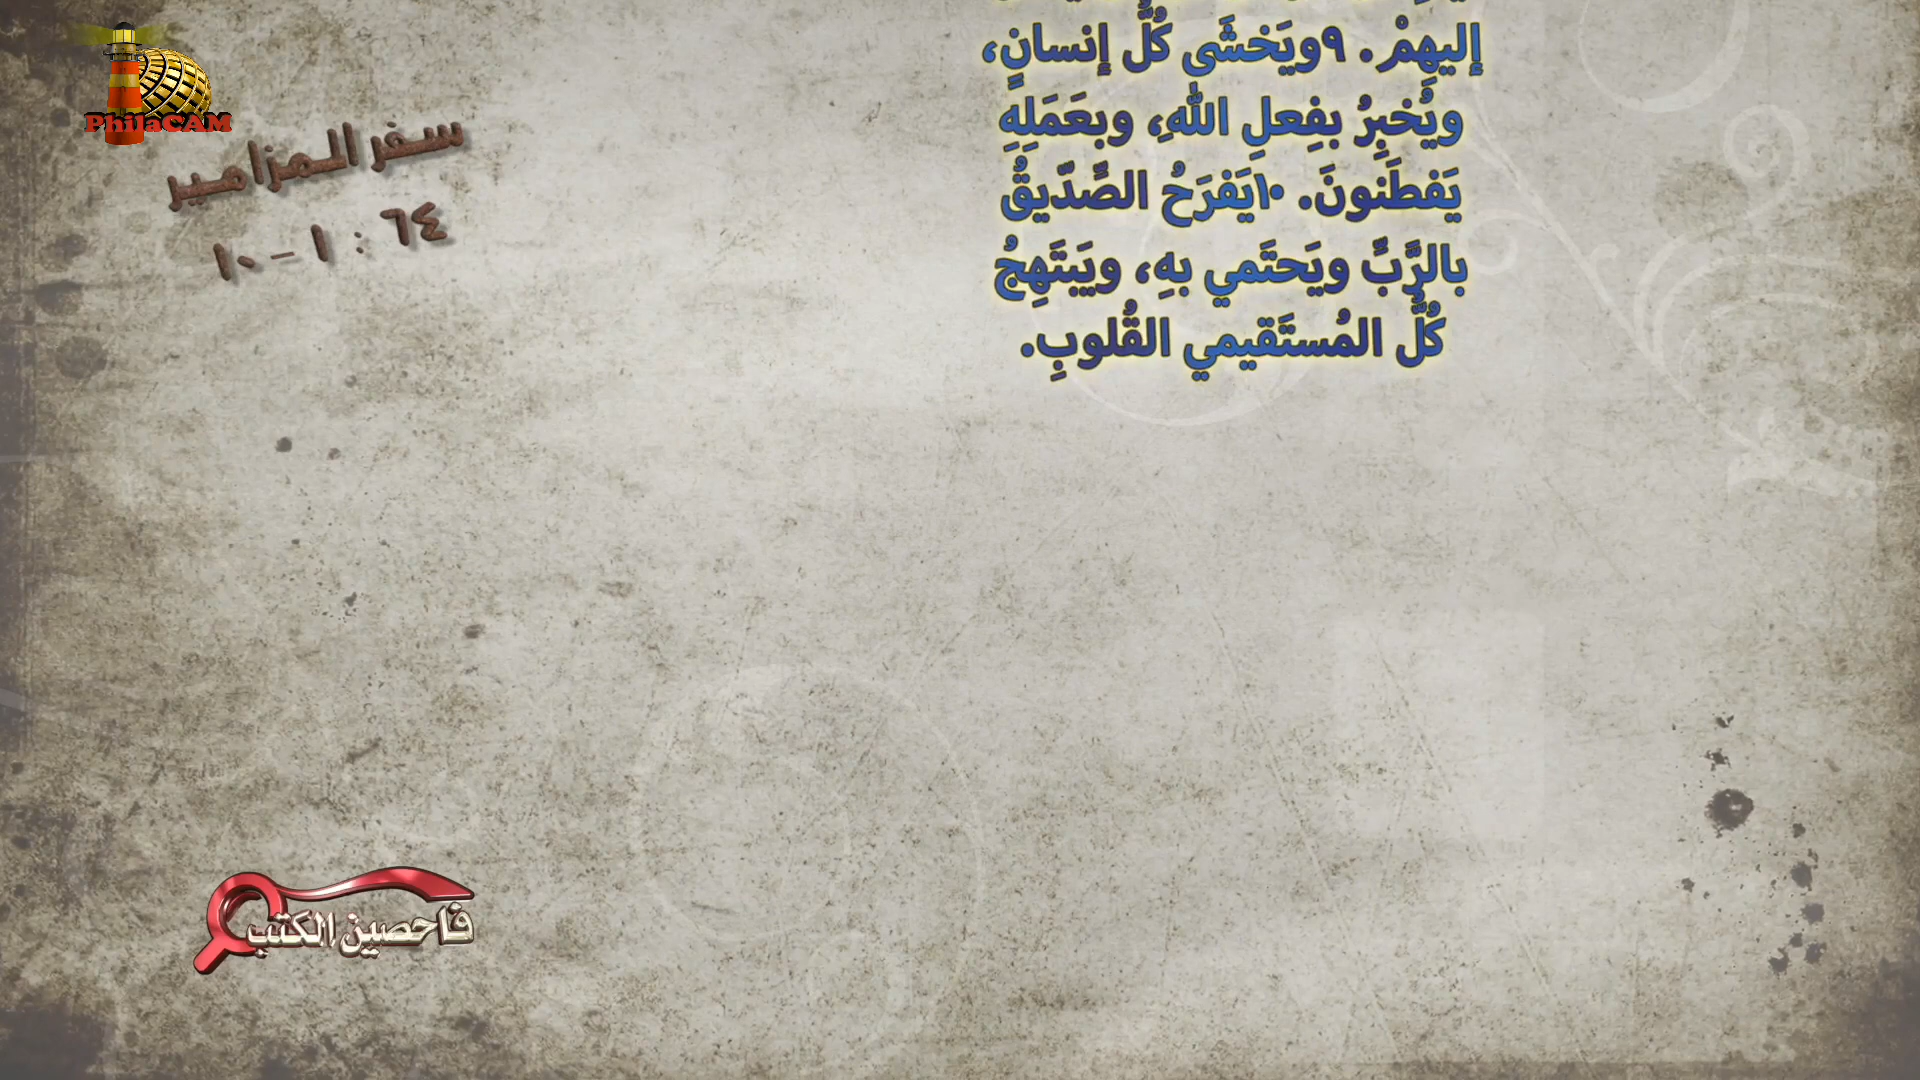 PhilaCAM
سفر المزامير
٦٤ : ١ - ١٠
إليهِمْ. ٩ويَخشَى كُلُّ إنسانٍ،
ويُخبِرُ بفِعلِ اللهِ، وبعَمَلِهِ
يَفطَنونَ. ١٠يَفرَحُ الصِّدّيقُ
بالرَّبِّ ويَحتَمي بهِ، ويَبتَهِجُ
كُلُّ المُستَقيمي القُلوبِ.
فاحصين الكتب